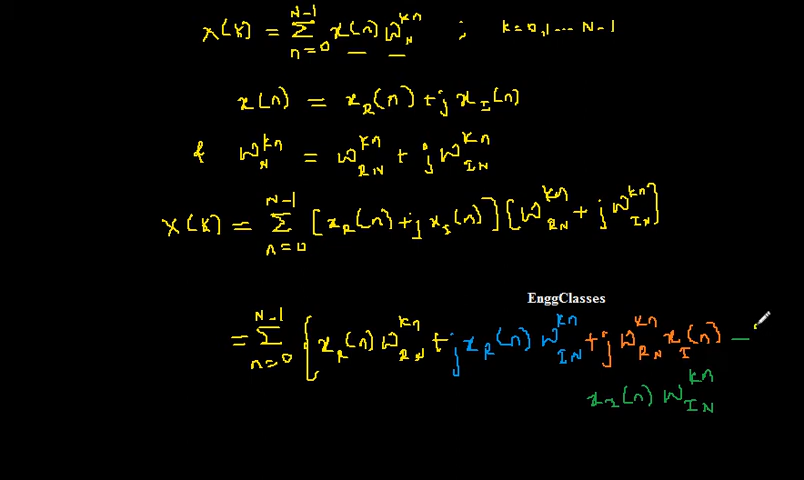 X(k) = Σ_{n=0}^{N-1} x(n) W_N^{kn} ; k=0,1 ---- N-1
x(n) = x_R(n) + j x_I(n)
& W_N^{kn} = W_{RN}^{kn} + j W_{IN}^{kn}
X(k) = Σ_{n=0}^{N-1} [x_R(n) + j x_I(n)] [W_{RN}^{kn} + j W_{IN}^{kn}]
EnggClasses
= Σ_{n=0}^{N-1} { x_R(n) W_{RN}^{kn} + j x_R(n) W_{IN}^{kn} + j W_{RN}^{kn} x_I(n) —
x_I(n) W_{IN}^{kn}